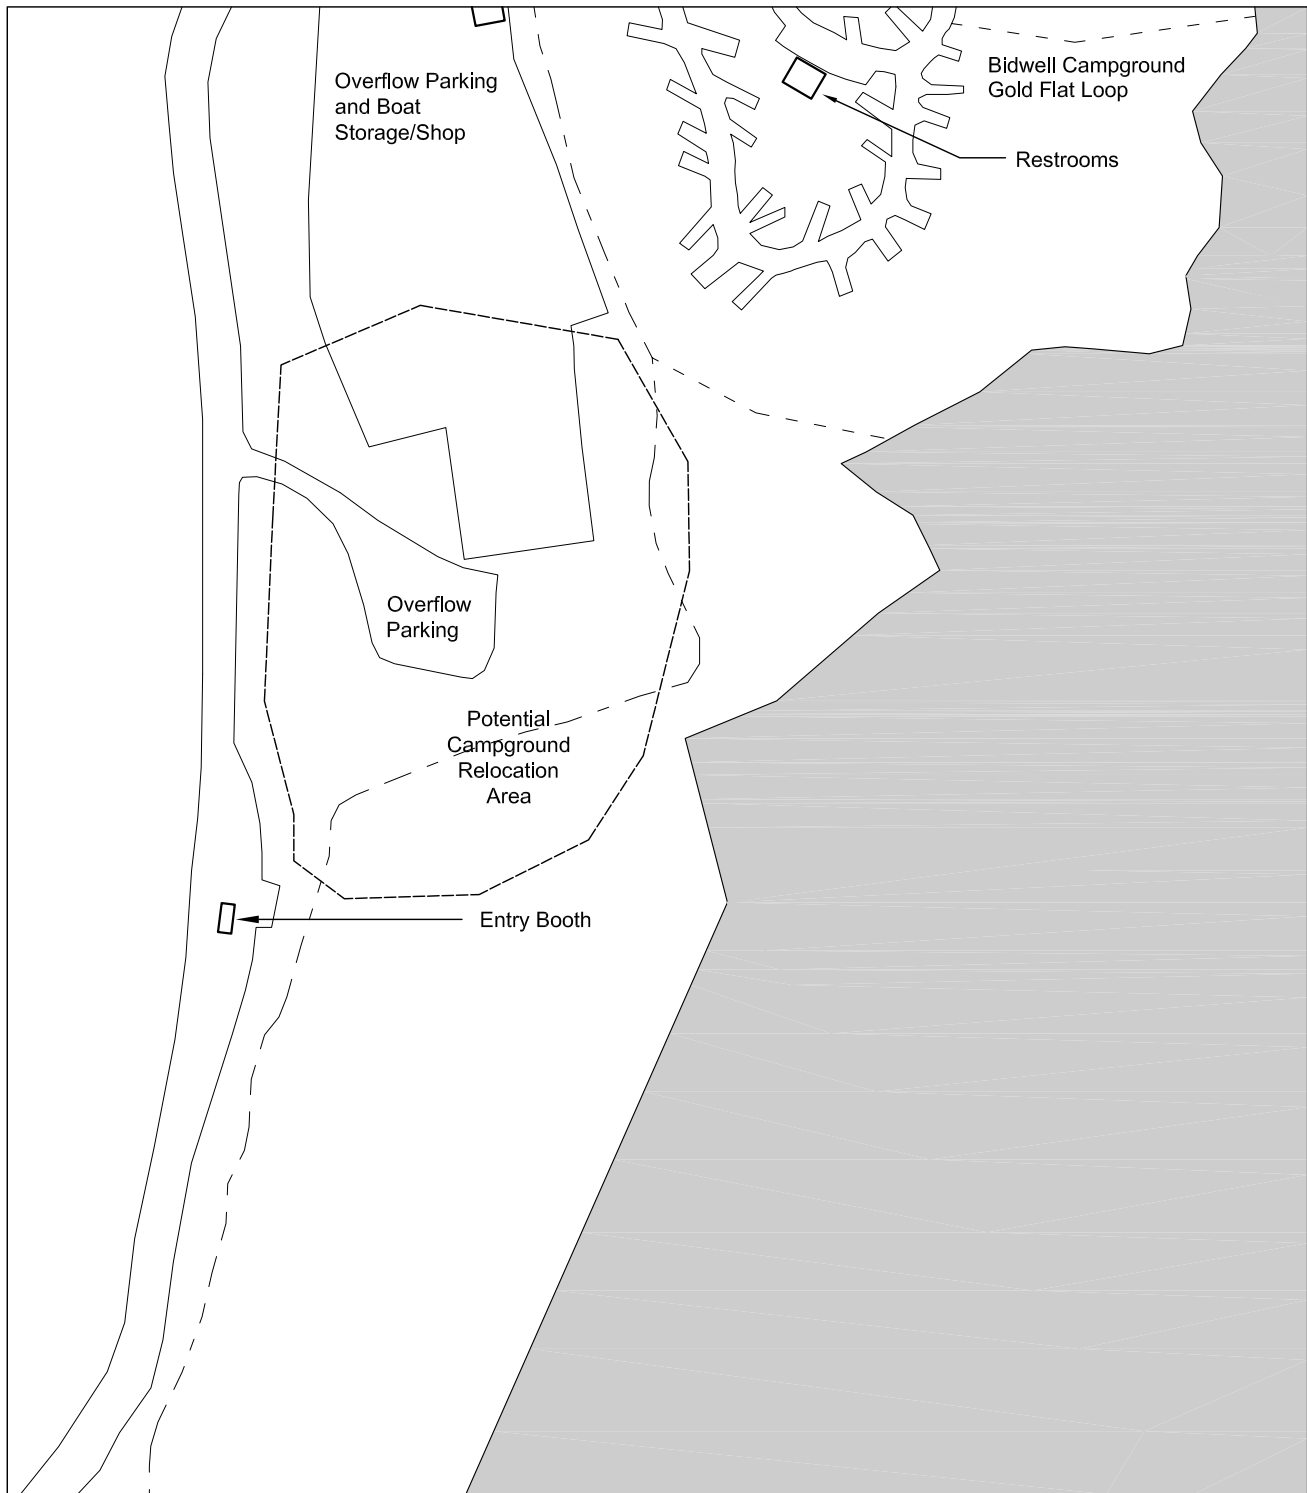 Overflow Parking
and Boat
Storage/Shop
Bidwell Campground
Gold Flat Loop
Restrooms
Overflow
Parking
Potential
Campground
Relocation
Area
Entry Booth